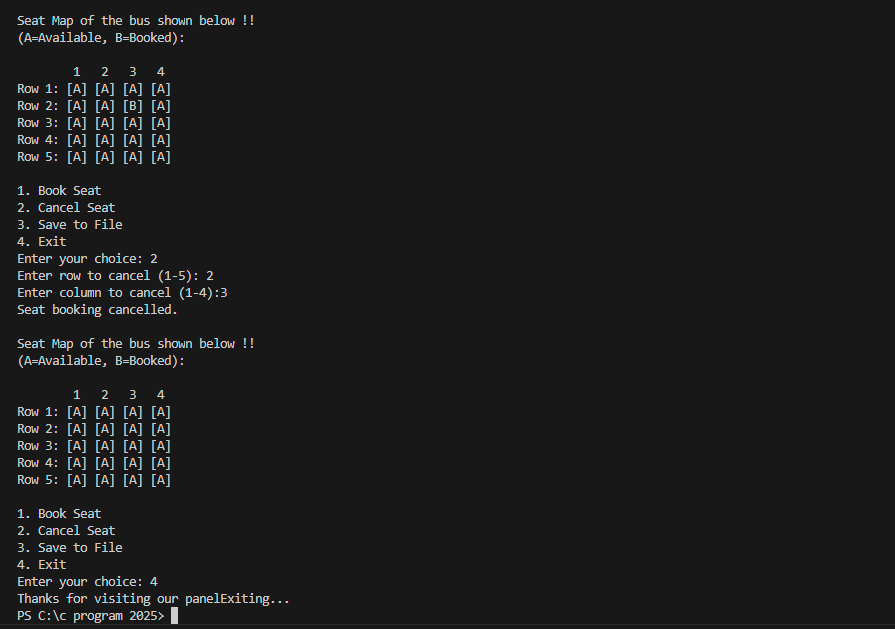 Seat Map of the bus shown below !!
(A=Available, B=Booked):
1 2 3 4
Row 1: [A] [A] [A] [A]
Row 2: [A] [A] [B] [A]
Row 3: [A] [A] [A] [A]
Row 4: [A] [A] [A] [A]
Row 5: [A] [A] [A] [A]
1. Book Seat
2. Cancel Seat
3. Save to File
4. Exit
Enter your choice: 2
Enter row to cancel (1-5): 2
Enter column to cancel (1-4):3
Seat booking cancelled.
Seat Map of the bus shown below !!
(A=Available, B=Booked):
1 2 3 4
Row 1: [A] [A] [A] [A]
Row 2: [A] [A] [A] [A]
Row 3: [A] [A] [A] [A]
Row 4: [A] [A] [A] [A]
Row 5: [A] [A] [A] [A]
1. Book Seat
2. Cancel Seat
3. Save to File
4. Exit
Enter your choice: 4
Thanks for visiting our panelExiting...
PS C:\c program 2025>